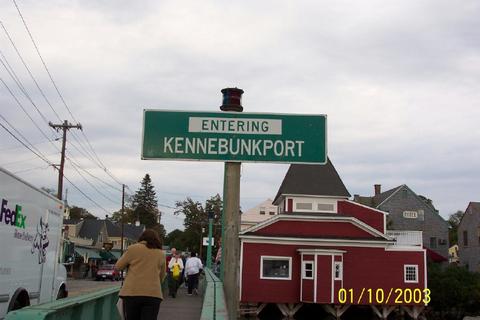 ENTERING
KENNEBUNKPORT
FedEx
01/10/2003